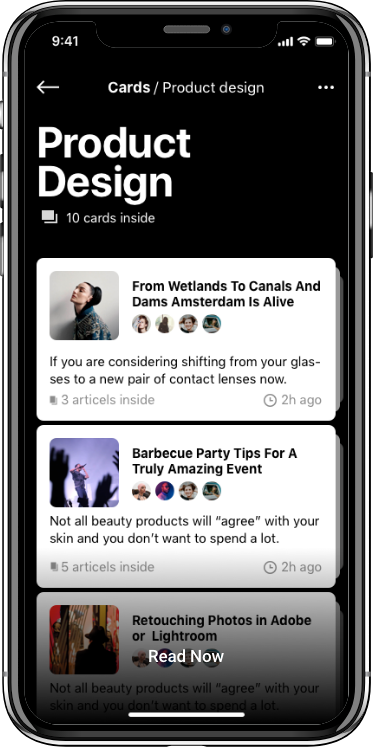 9:41
Cards / Product design
Product
Design
10 cards inside
From Wetlands To Canals And
Dams Amsterdam Is Alive
If you are considering shifting from your glas-
ses to a new pair of contact lenses now.
3 articels inside
2h ago
Barbecue Party Tips For A
Truly Amazing Event
Not all beauty products will “agree” with your
skin and you don’t want to spend a lot.
5 articels inside
2h ago
Retouching Photos in Adobe
or Lightroom
Read Now
Not all beauty products will “agree” with your
skin and you don’t want to spend a lot.